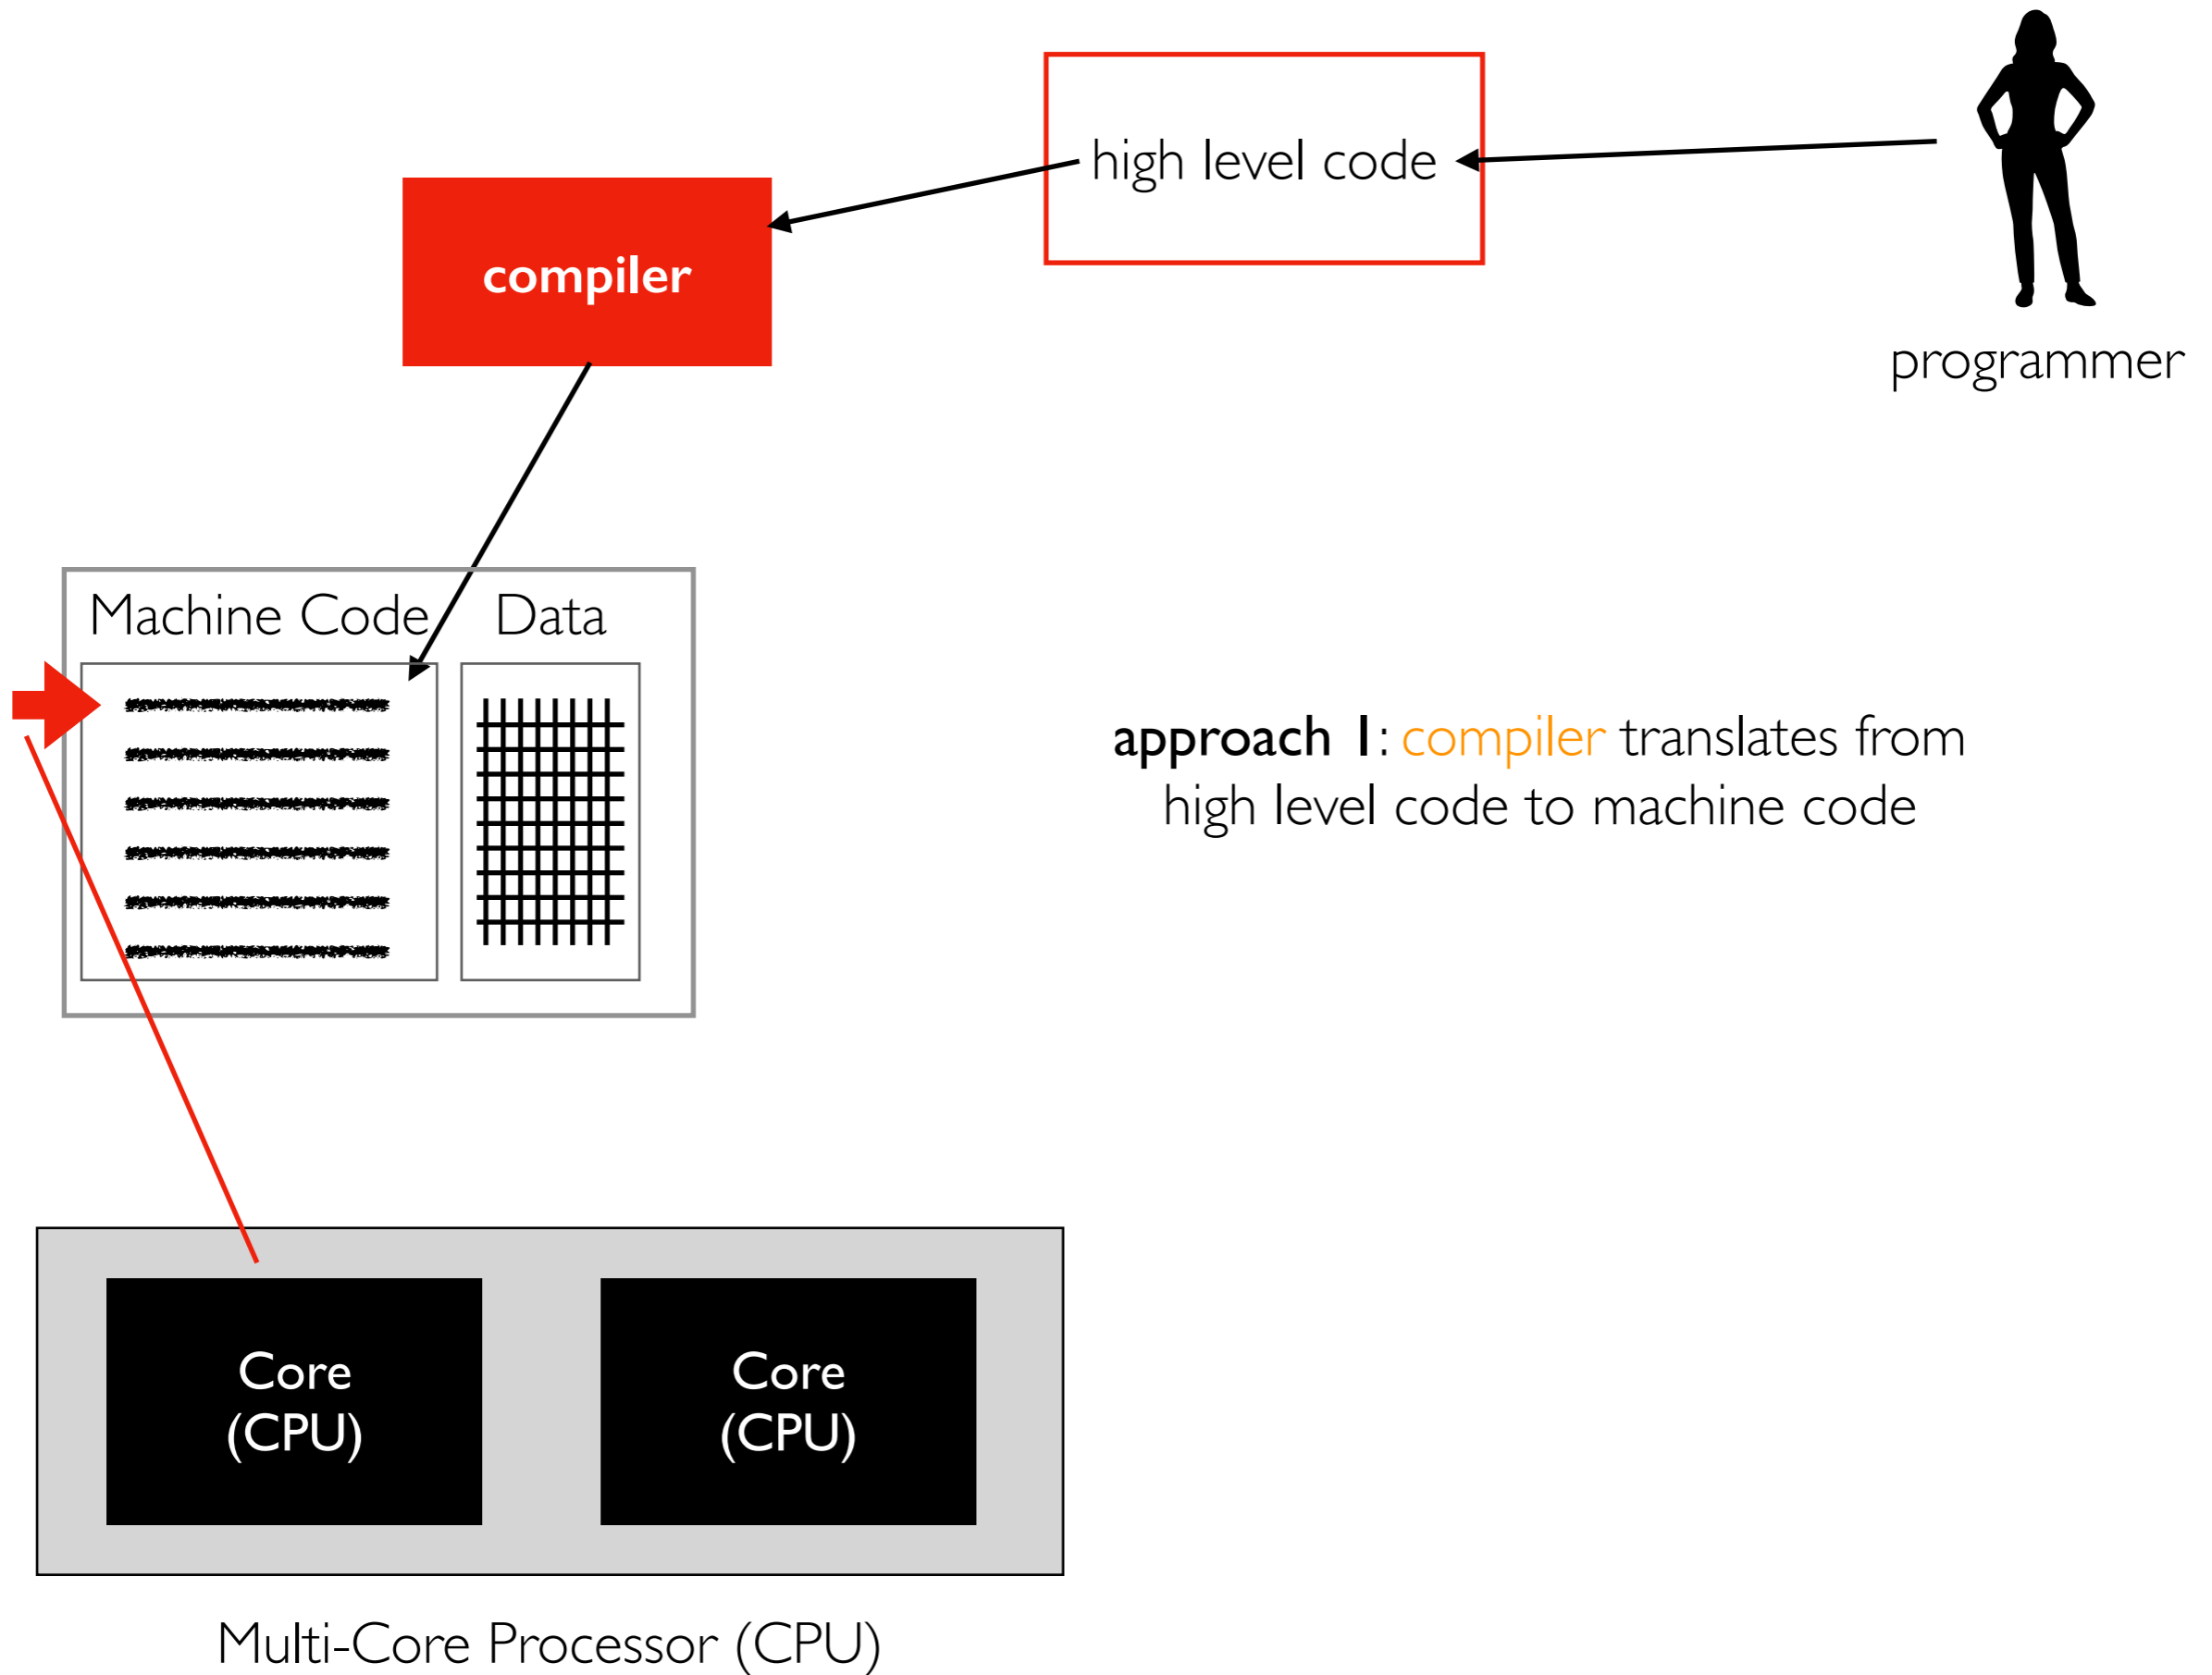 high level code
compiler
programmer
Machine Code
Data
approach 1: compiler translates from
high level code to machine code
Core
(CPU)
Core
(CPU)
Multi-Core Processor (CPU)